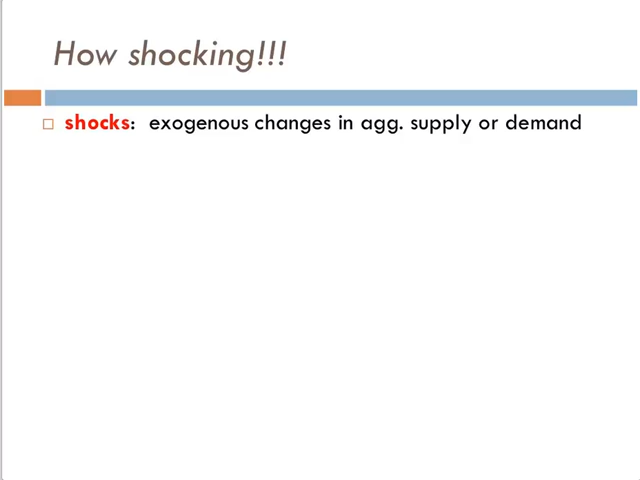 How shocking!!!
shocks: exogenous changes in agg. supply or demand